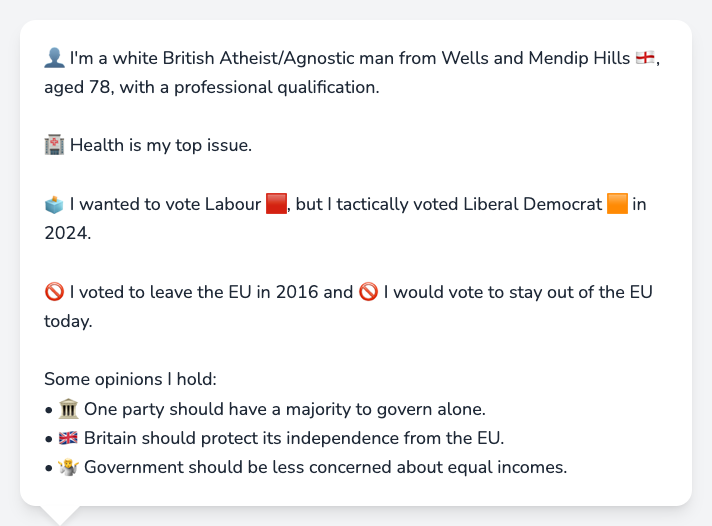 👤 I'm a white British Atheist/Agnostic man from Wells and Mendip Hills 🏴󠁧󠁢󠁥󠁮󠁧󠁿,
aged 78, with a professional qualification.
🏥 Health is my top issue.
🗳️ I wanted to vote Labour 🟥, but I tactically voted Liberal Democrat 🟧 in
2024.
🚫 I voted to leave the EU in 2016 and 🚫 I would vote to stay out of the EU
today.
Some opinions I hold:
• 🏛️ One party should have a majority to govern alone.
• 🇬🇧 Britain should protect its independence from the EU.
• 🤷 Government should be less concerned about equal incomes.